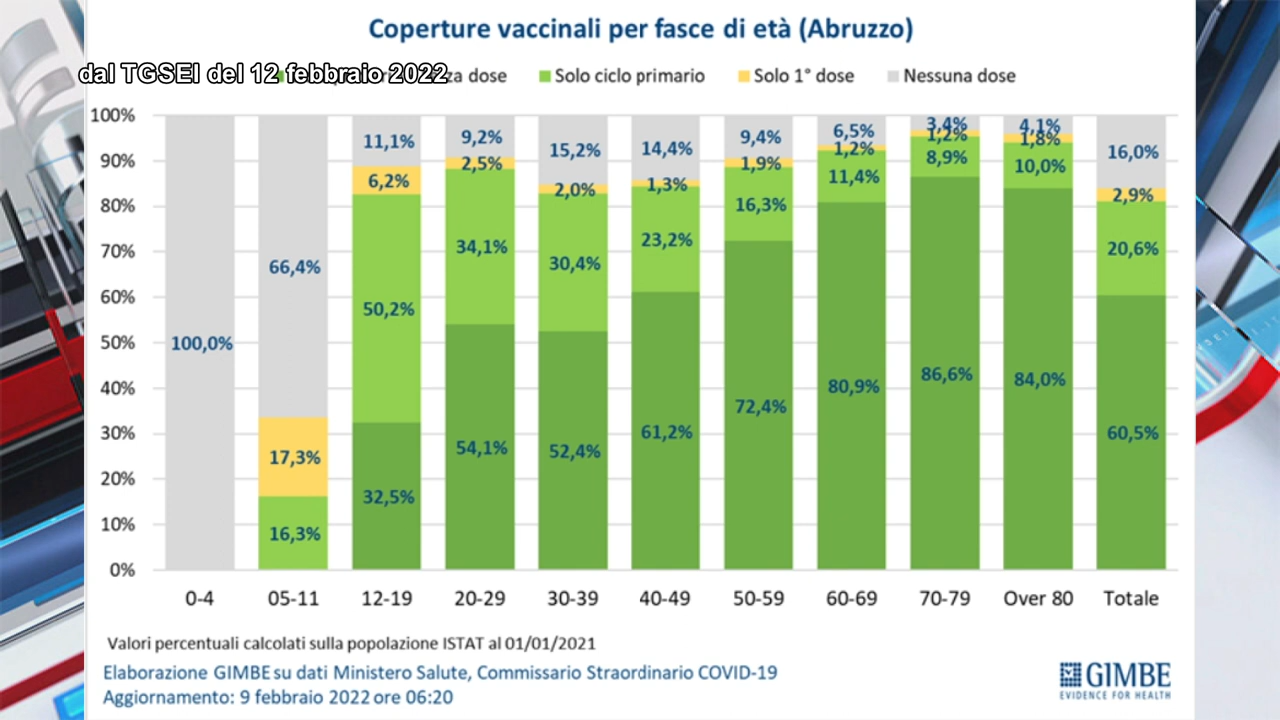 Coperture vaccinali per fasce di età (Abruzzo)
dal TGSEI del 12 febbraio 2022
dose Solo ciclo primario Solo 1° dose Nessuna dose
100% 11,1% 9,2% 15,2% 14,4% 9,4% 6,5% 3,4% 4,1% 16,0%
90% 6,2% 2,5% 2,0% 1,3% 1,9% 1,2% 1,2% 1,8% 2,9%
80% 50,2% 34,1% 30,4% 23,2% 16,3% 11,4% 8,9% 10,0% 20,6%
70% 66,4%
60%
50% 100,0%
40% 32,5% 54,1% 52,4% 61,2% 72,4% 80,9% 86,6% 84,0% 60,5%
30%
20% 17,3%
10% 16,3%
0%
0-4 05-11 12-19 20-29 30-39 40-49 50-59 60-69 70-79 Over 80 Totale
Valori percentuali calcolati sulla popolazione ISTAT al 01/01/2021
Elaborazione GIMBE su dati Ministero Salute, Commissario Straordinario COVID-19
Aggiornamento: 9 febbraio 2022 ore 06:20
GIMBE
EVIDENCE FOR HEALTH